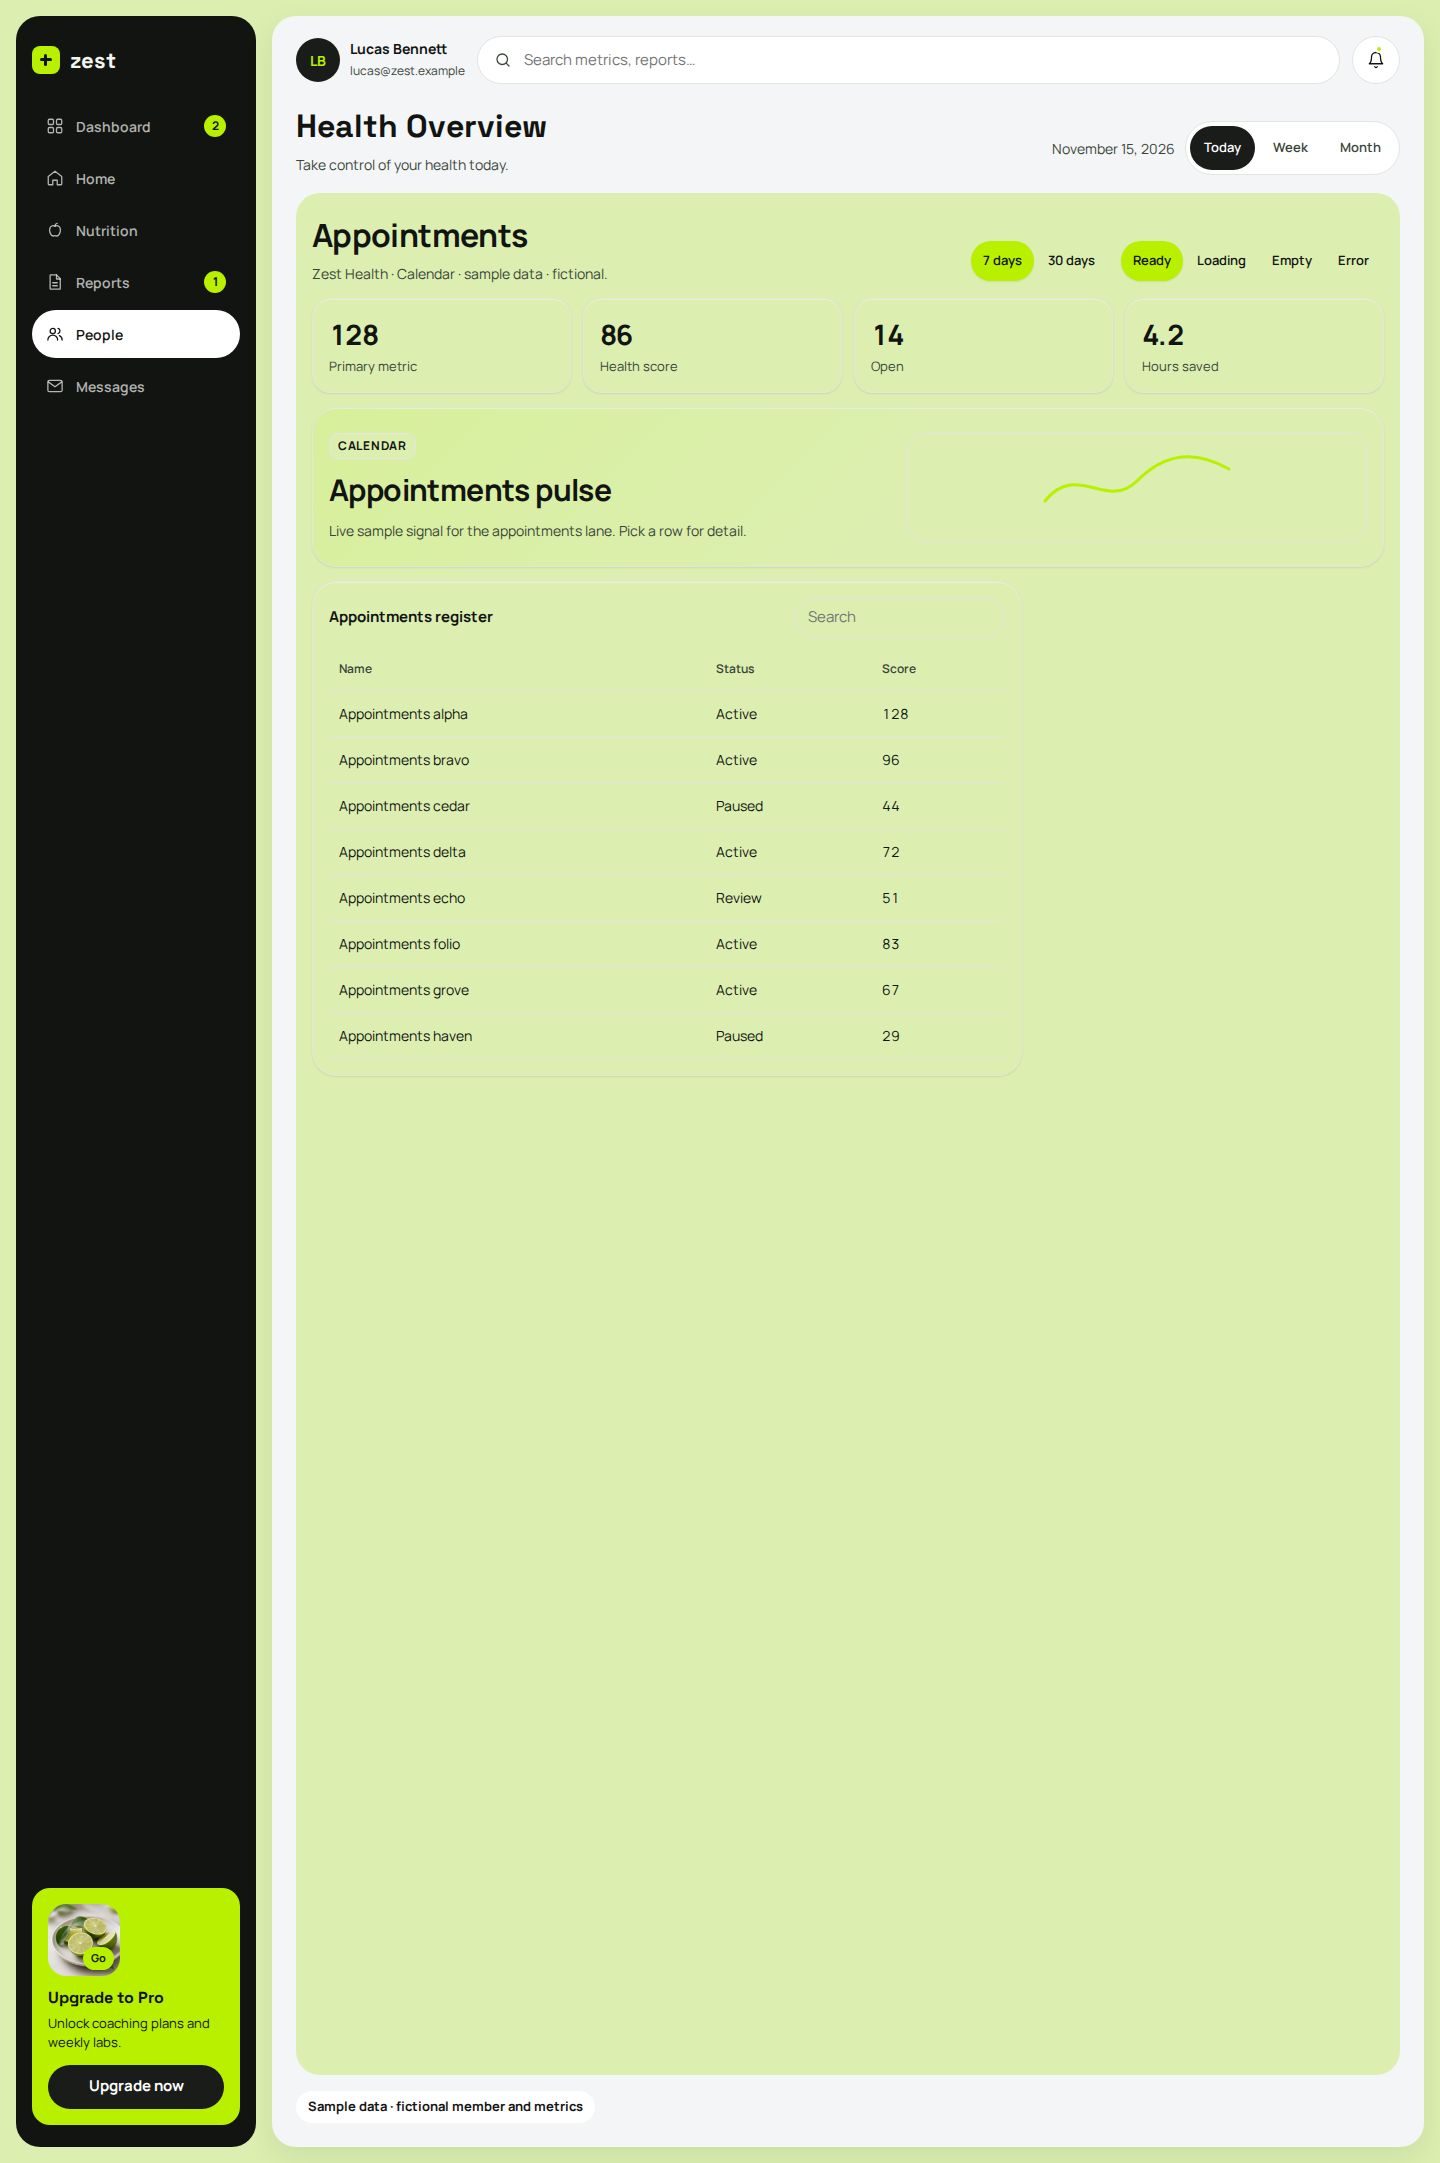 zest
Dashboard 2
Home
Nutrition
Reports 1
People
Messages
Go
Upgrade to Pro
Unlock coaching plans and
weekly labs.
Upgrade now
LB
Lucas Bennett
lucas@zest.example
Search metrics, reports...
Health Overview
Take control of your health today.
November 15, 2026
Today Week Month
Appointments
Zest Health · Calendar · sample data · fictional.
7 days 30 days Ready Loading Empty Error
128
Primary metric
86
Health score
14
Open
4.2
Hours saved
CALENDAR
Appointments pulse
Live sample signal for the appointments lane. Pick a row for detail.
Appointments register
Search
Name Status Score
Appointments alpha Active 128
Appointments bravo Active 96
Appointments cedar Paused 44
Appointments delta Active 72
Appointments echo Review 51
Appointments folio Active 83
Appointments grove Active 67
Appointments haven Paused 29
Sample data · fictional member and metrics